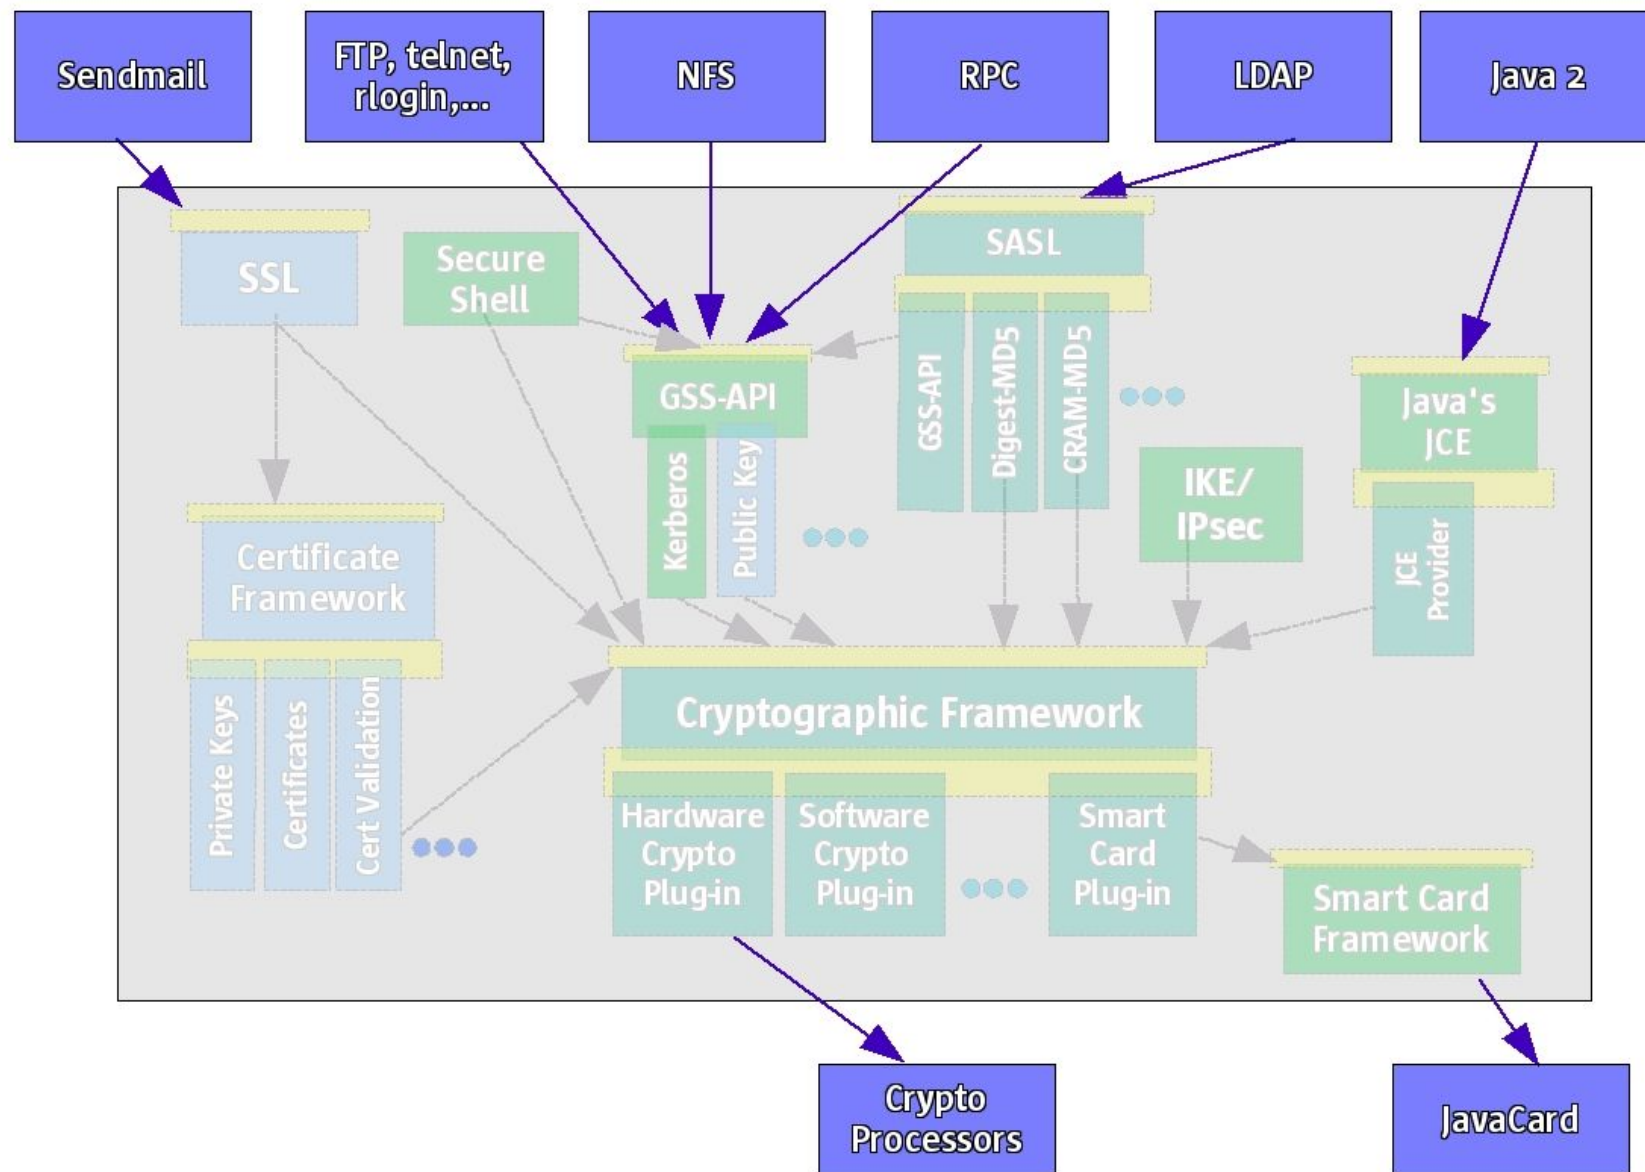 Sendmail
FTP, telnet,
rlogin,...
NFS
RPC
LDAP
Java 2
SSL
Secure
Shell
SASL
GSS-API
Kerberos
Public Key
GSS-API
Digest-MD5
CRAM-MD5
Java's
JCE
IKE/
IPsec
JCE
Provider
Certificate
Framework
Private Keys
Certificates
Cert Validation
Cryptographic Framework
Hardware
Crypto
Plug-in
Software
Crypto
Plug-in
Smart
Card
Plug-in
Smart Card
Framework
Crypto
Processors
JavaCard